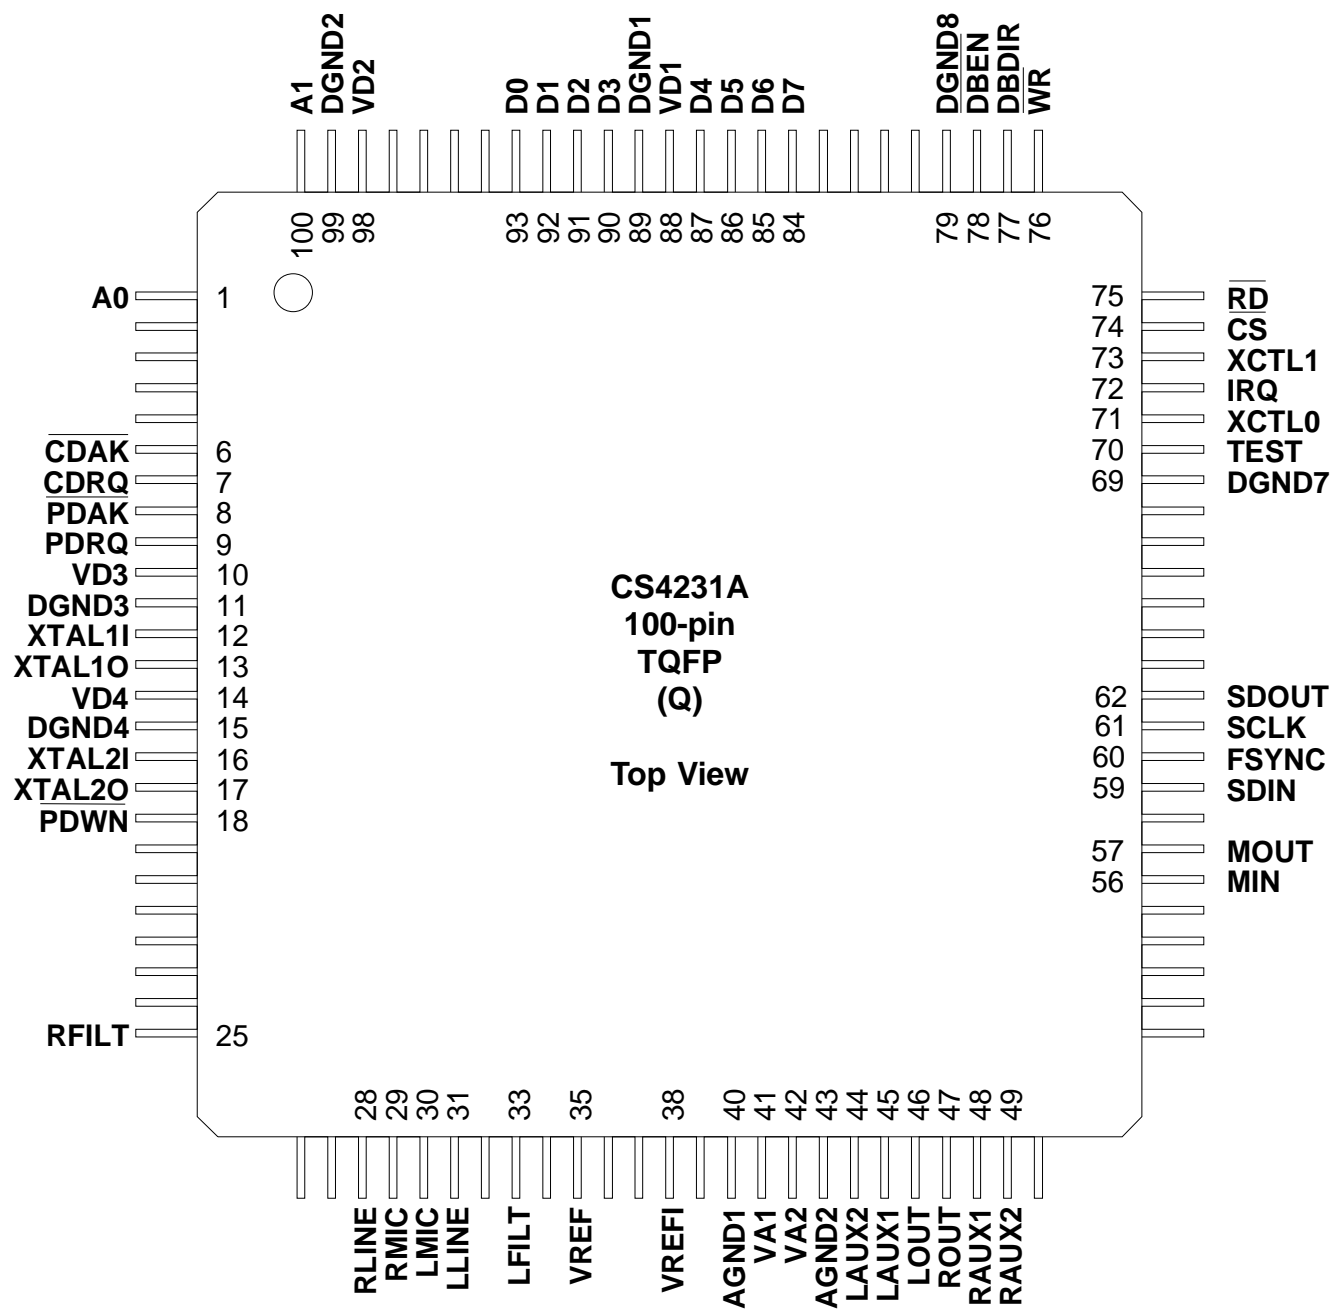 A1
DGND2
VD2
D0
D1
D2
D3
DGND1
VD1
D4
D5
D6
D7
DGND8
DBEN
DBDIR
WR
100
99
98
93
92
91
90
89
88
87
86
85
84
79
78
77
76
A0 1
CDAK 6
CDRQ 7
PDAK 8
PDRQ 9
VD3 10
DGND3 11
XTAL1I 12
XTAL1O 13
VD4 14
DGND4 15
XTAL2I 16
XTAL2O 17
PDWN 18
RFILT 25
CS4231A
100-pin
TQFP
(Q)
Top View
75 RD
74 CS
73 XCTL1
72 IRQ
71 XCTL0
70 TEST
69 DGND7
62 SDOUT
61 SCLK
60 FSYNC
59 SDIN
57 MOUT
56 MIN
28
29
30
31
33
35
38
40
41
42
43
44
45
46
47
48
49
RLINE
RMIC
LMIC
LLINE
LFILT
VREF
VREFI
AGND1
VA1
VA2
AGND2
LAUX2
LAUX1
LOUT
ROUT
RAUX1
RAUX2